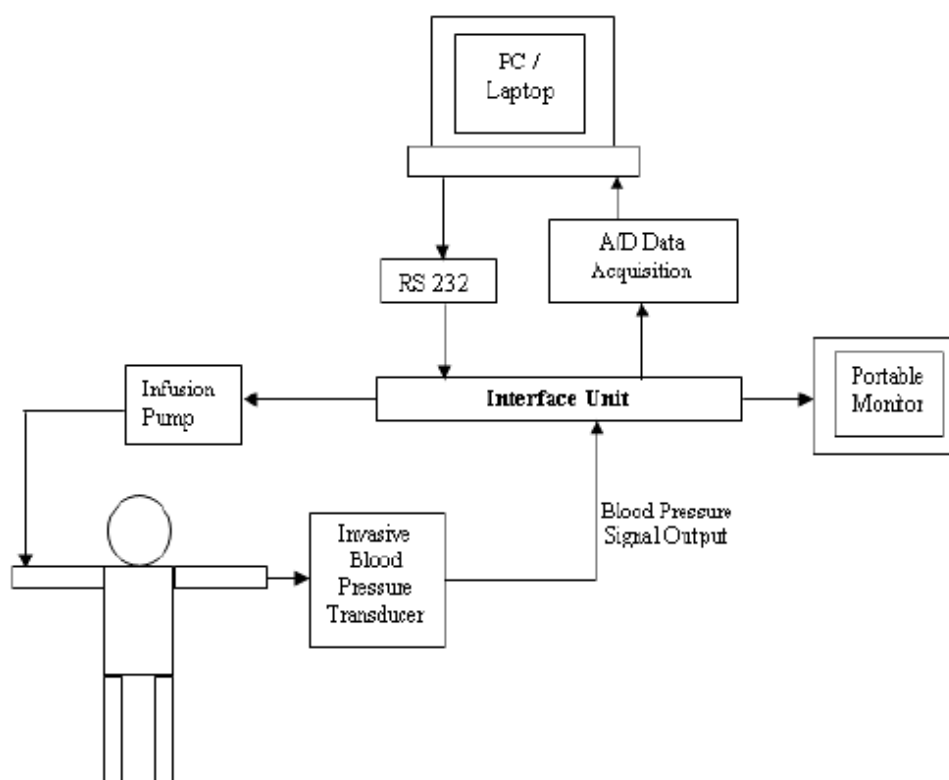 PC /
Laptop
A/D Data
Acquisition
RS 232
Infusion
Pump
Interface Unit
Portable
Monitor
Invasive
Blood
Pressure
Transducer
Blood Pressure
Signal Output